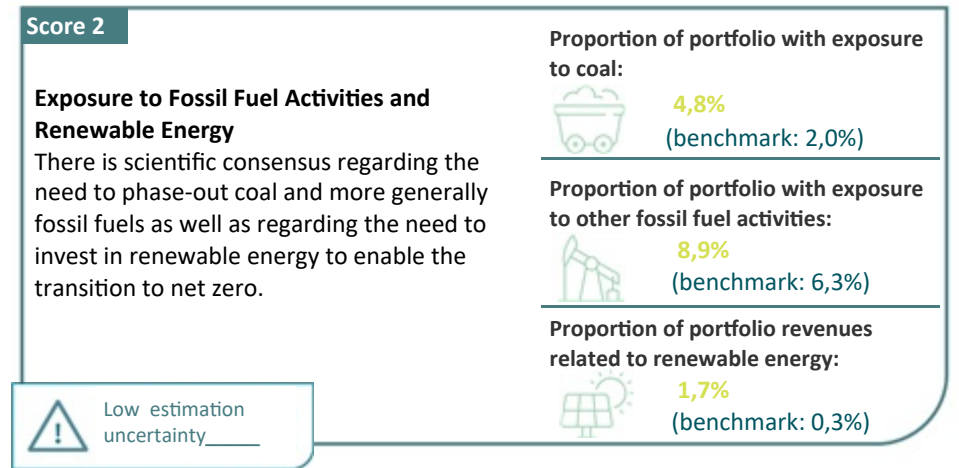 Score 2
Exposure to Fossil Fuel Activities and
Renewable Energy
There is scientific consensus regarding the
need to phase-out coal and more generally
fossil fuels as well as regarding the need to
invest in renewable energy to enable the
transition to net zero.
Low estimation
uncertainty_____
Proportion of portfolio with exposure
to coal:
4,8%
(benchmark: 2,0%)
Proportion of portfolio with exposure
to other fossil fuel activities:
8,9%
(benchmark: 6,3%)
Proportion of portfolio revenues
related to renewable energy:
1,7%
(benchmark: 0,3%)